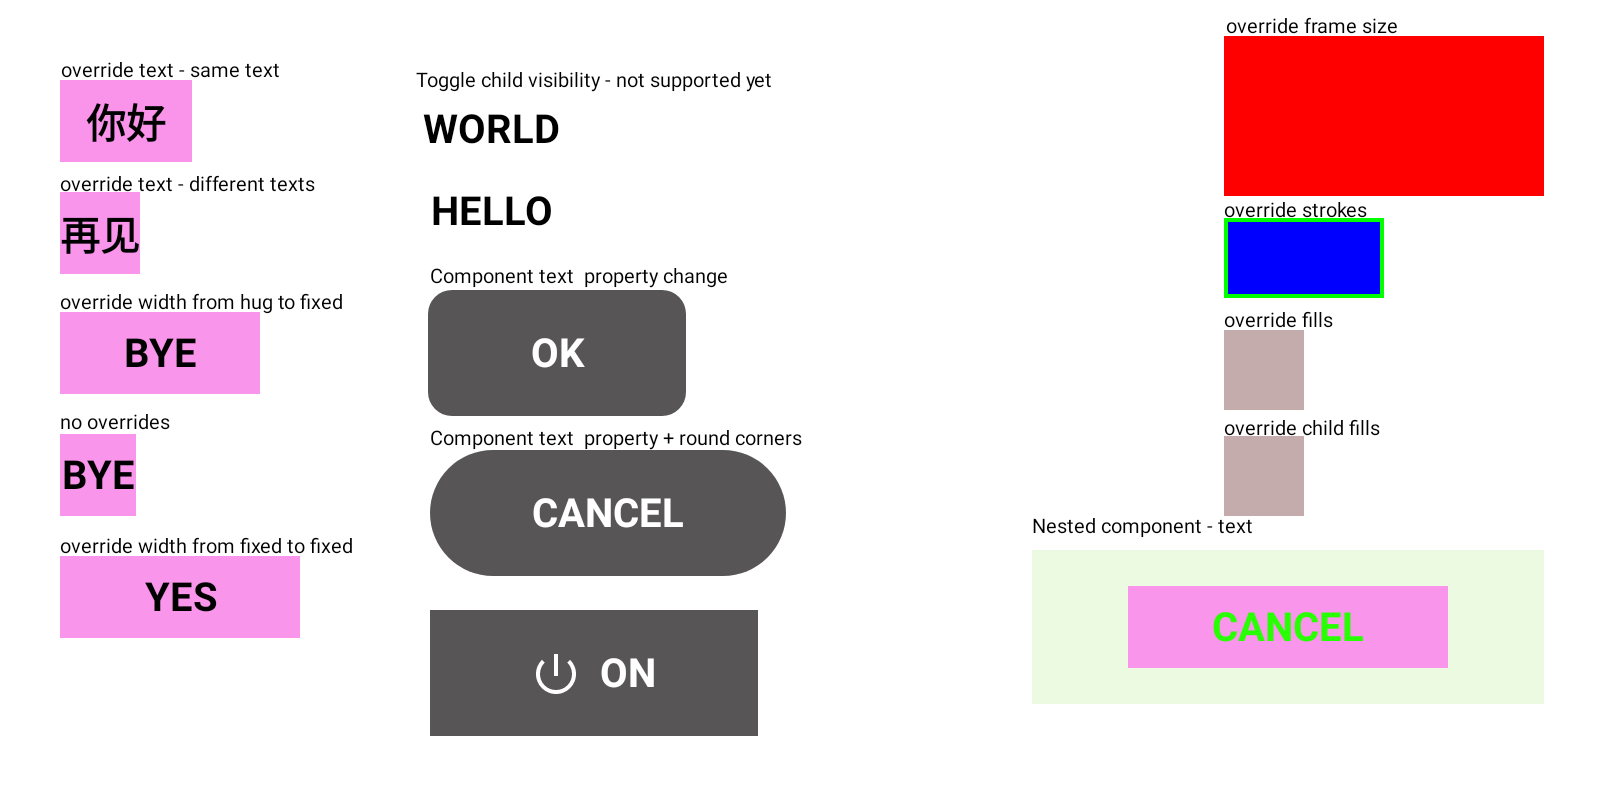 override text - same text
你好
override text - different texts
再见
override width from hug to fixed
BYE
no overrides
BYE
override width from fixed to fixed
YES
Toggle child visibility - not supported yet
WORLD
HELLO
Component text  property change
OK
Component text  property + round corners
CANCEL
ON
override frame size
override strokes
override fills
override child fills
Nested component - text
CANCEL